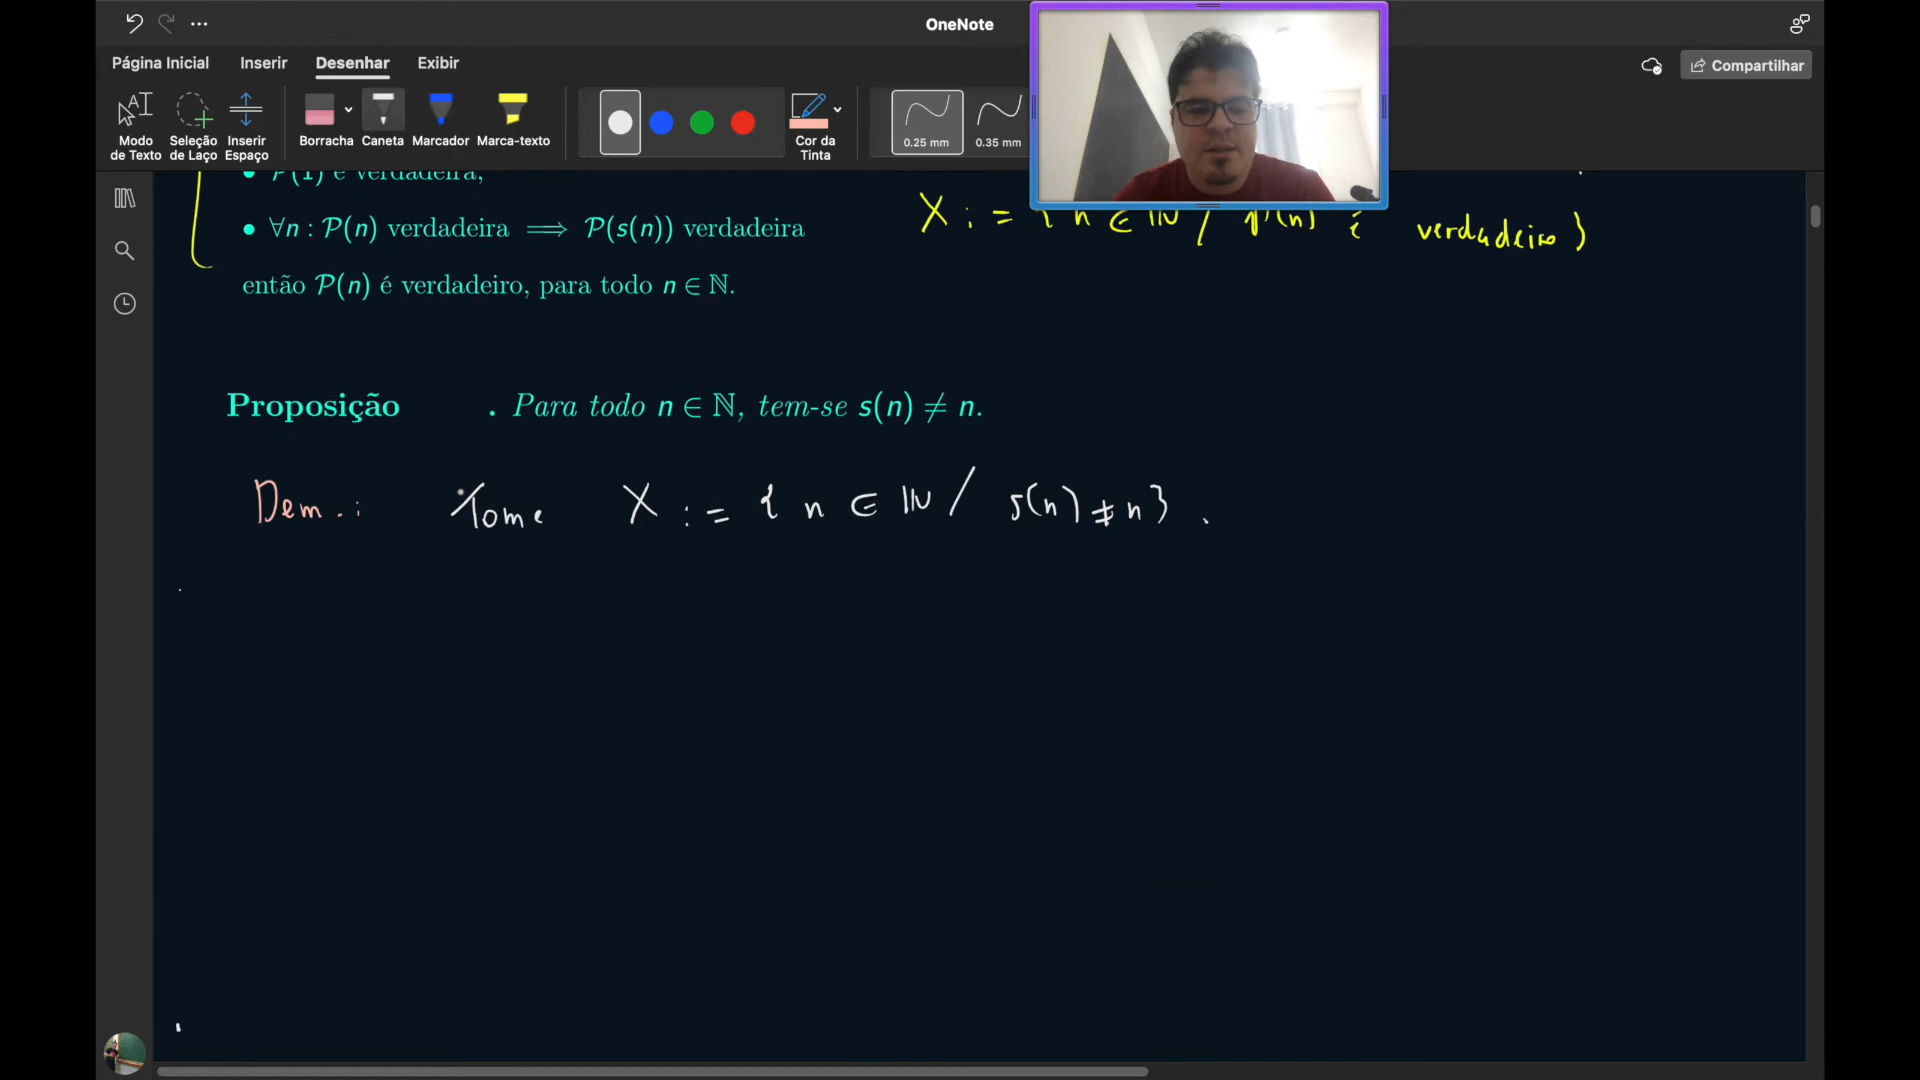 OneNote
Página Inicial Inserir Desenhar Exibir
Compartilhar
Modo de Texto
Seleção de Laço
Inserir Espaço
Borracha
Caneta
Marcador
Marca-texto
Cor da Tinta
0.25 mm
0.35 mm
• P(1) é verdadeira,
• ∀n : P(n) verdadeira ⟹ P(s(n)) verdadeira
X := { n ∈ ℕ / P(n) é verdadeiro }
então P(n) é verdadeiro, para todo n ∈ ℕ.
Proposição . Para todo n ∈ ℕ, tem-se s(n) ≠ n.
Dem.: Tome X := { n ∈ ℕ / s(n) ≠ n } .